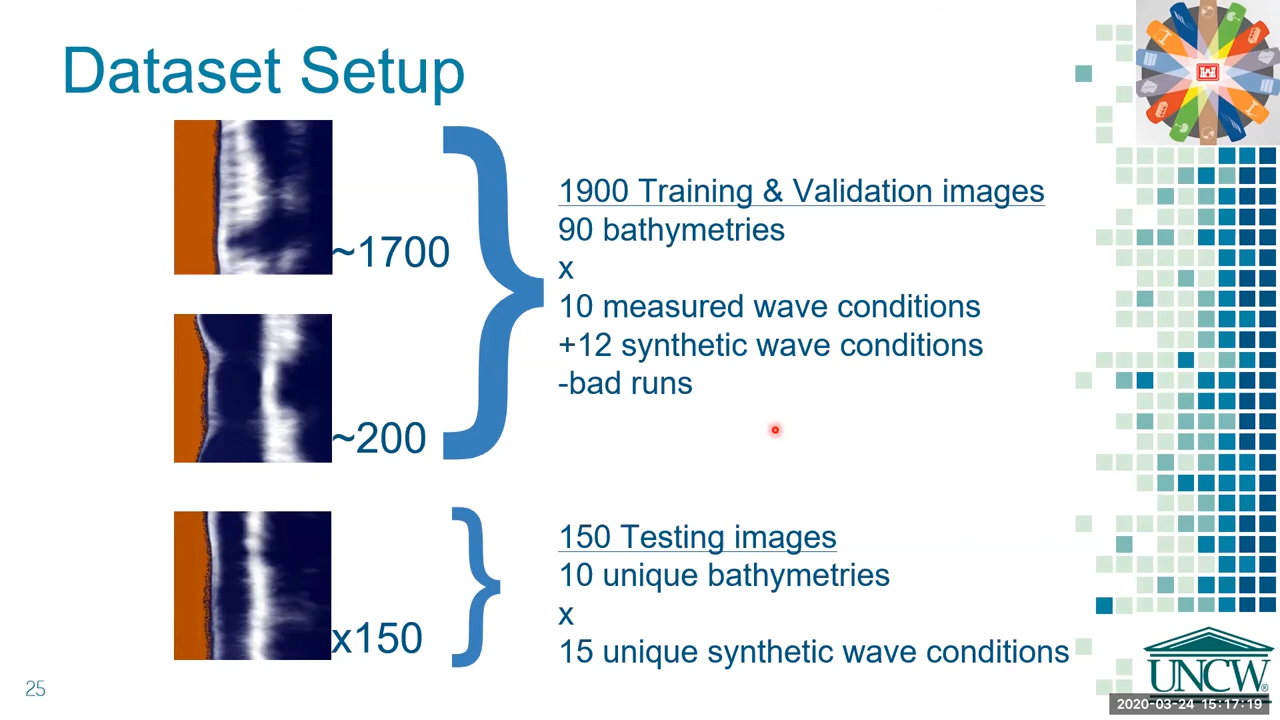 Dataset Setup
~1700
1900 Training & Validation images
90 bathymetries
x
10 measured wave conditions
+12 synthetic wave conditions
-bad runs
~200
150 Testing images
10 unique bathymetries
x
15 unique synthetic wave conditions
x150
25
UNCW®
2020-03-24 15:17:19